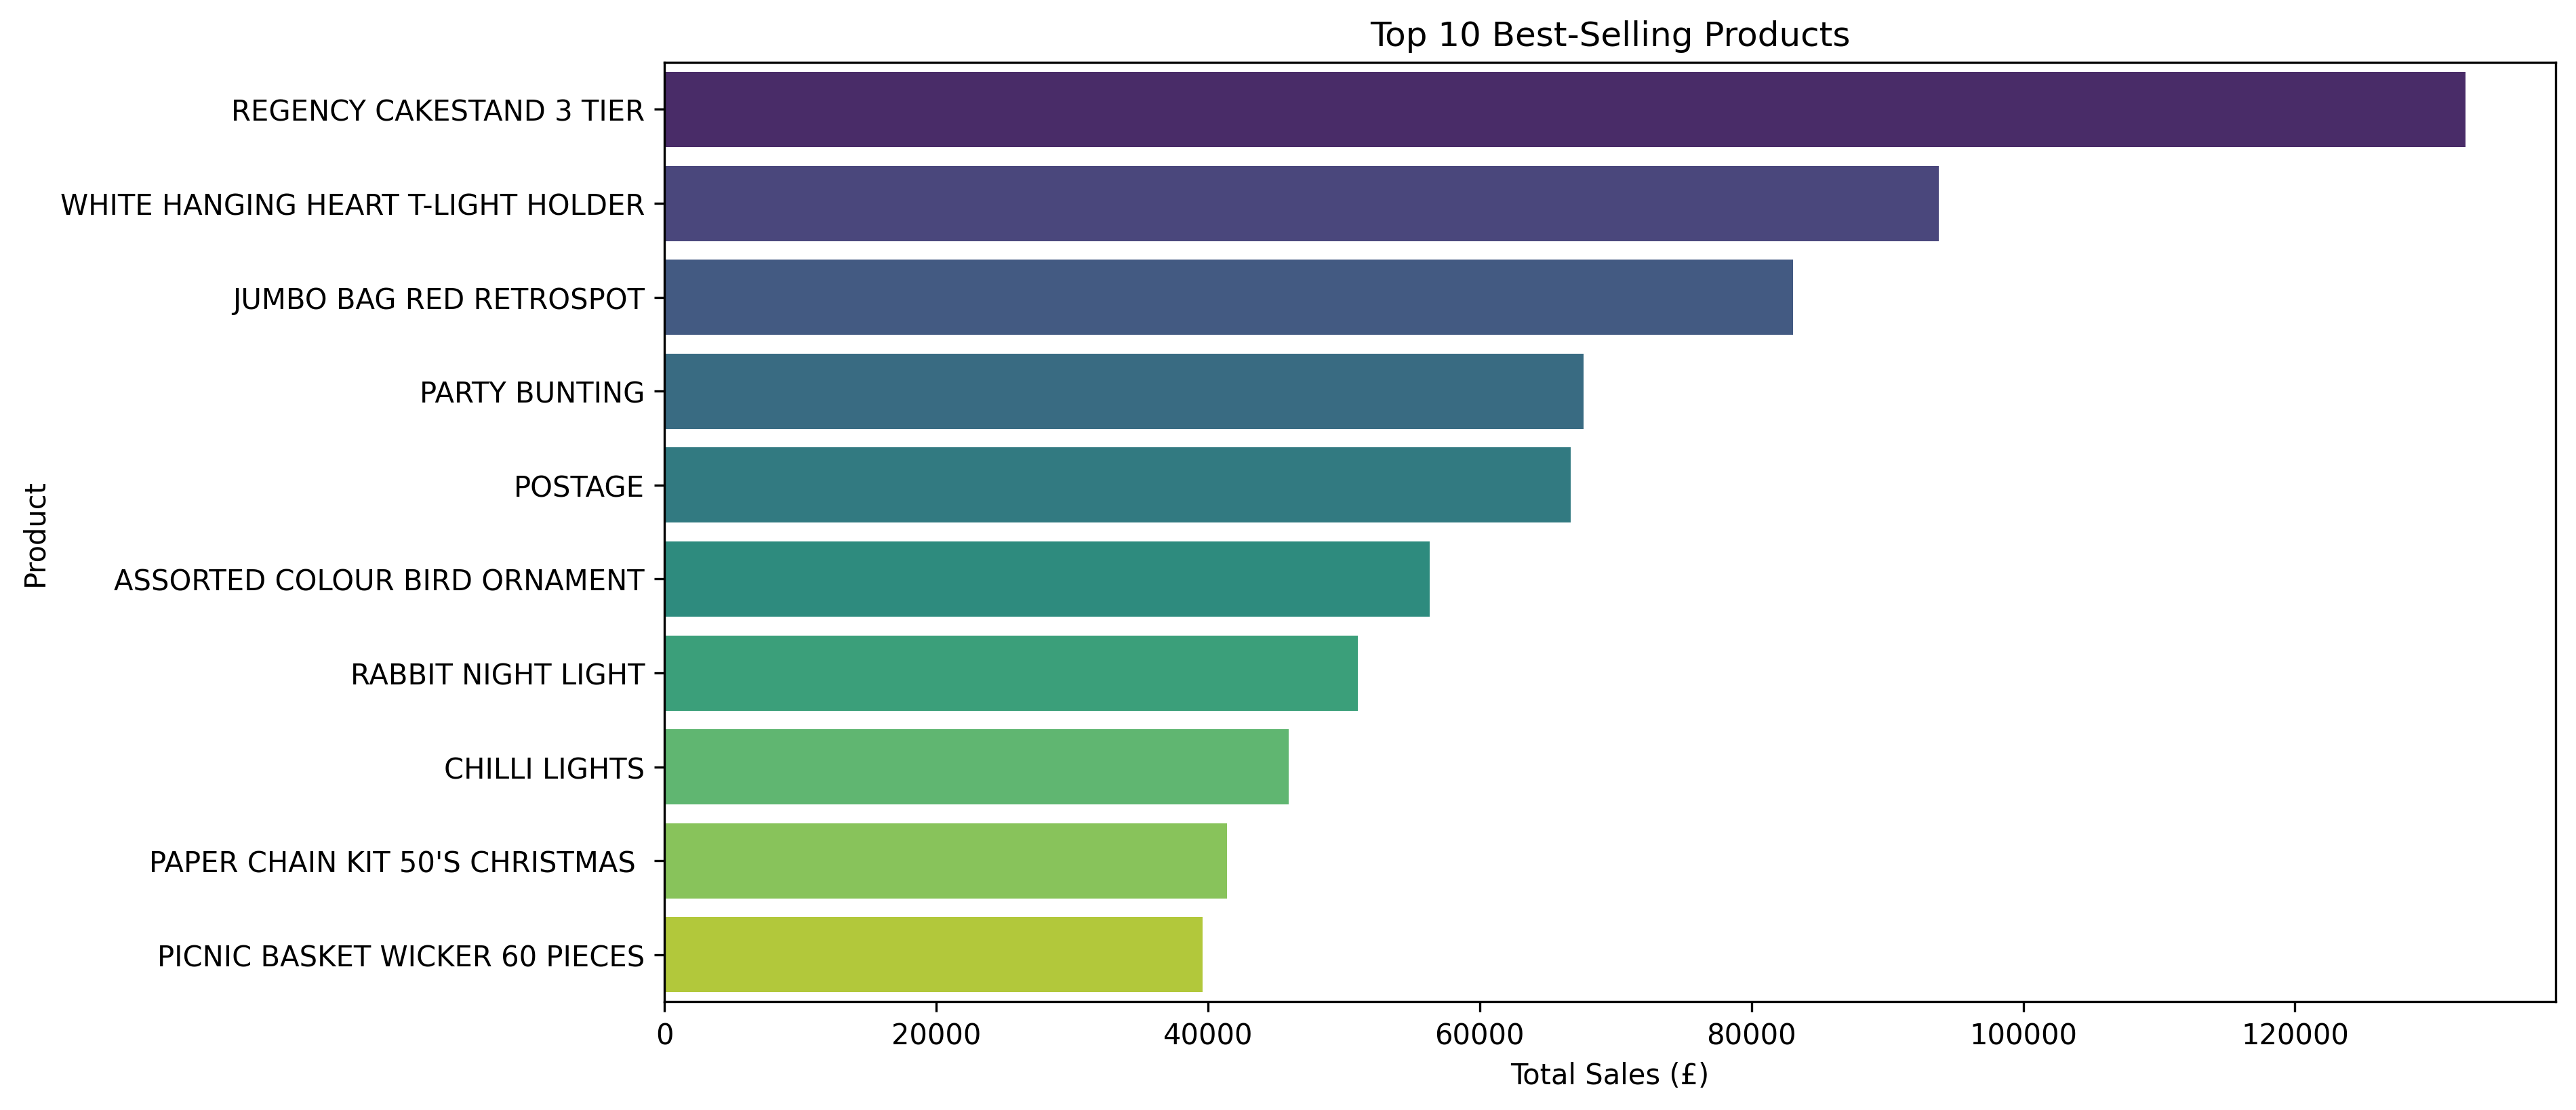 Top 10 Best-Selling Products
REGENCY CAKESTAND 3 TIER
WHITE HANGING HEART T-LIGHT HOLDER
JUMBO BAG RED RETROSPOT
PARTY BUNTING
POSTAGE
ASSORTED COLOUR BIRD ORNAMENT
RABBIT NIGHT LIGHT
CHILLI LIGHTS
PAPER CHAIN KIT 50'S CHRISTMAS
PICNIC BASKET WICKER 60 PIECES
Product
0 20000 40000 60000 80000 100000 120000
Total Sales (£)